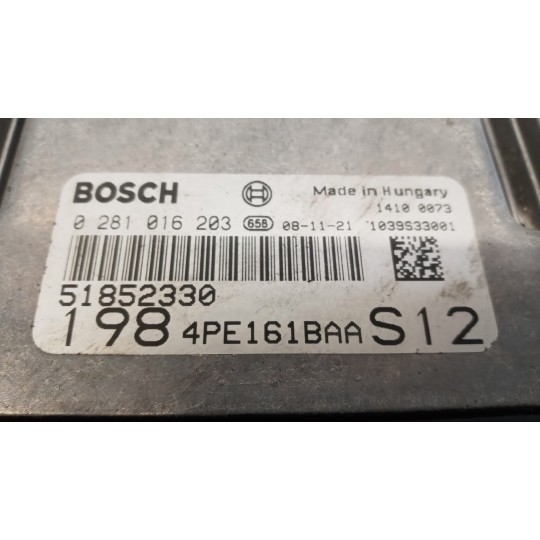 BOSCH Made in Hungary
1410 0073
0 281 016 203 658 08-11-21 1039S33001
51852330
198 4PE161BAA S12